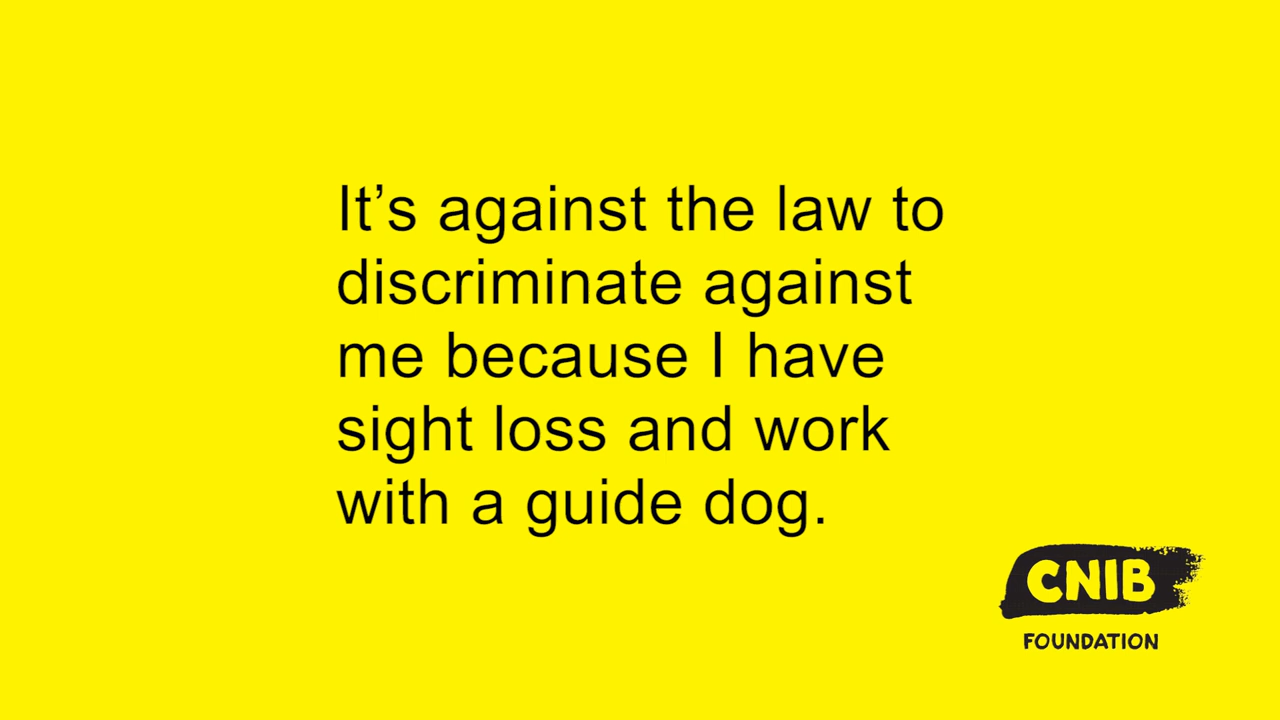 It’s against the law to
discriminate against
me because I have
sight loss and work
with a guide dog.
CNIB
FOUNDATION